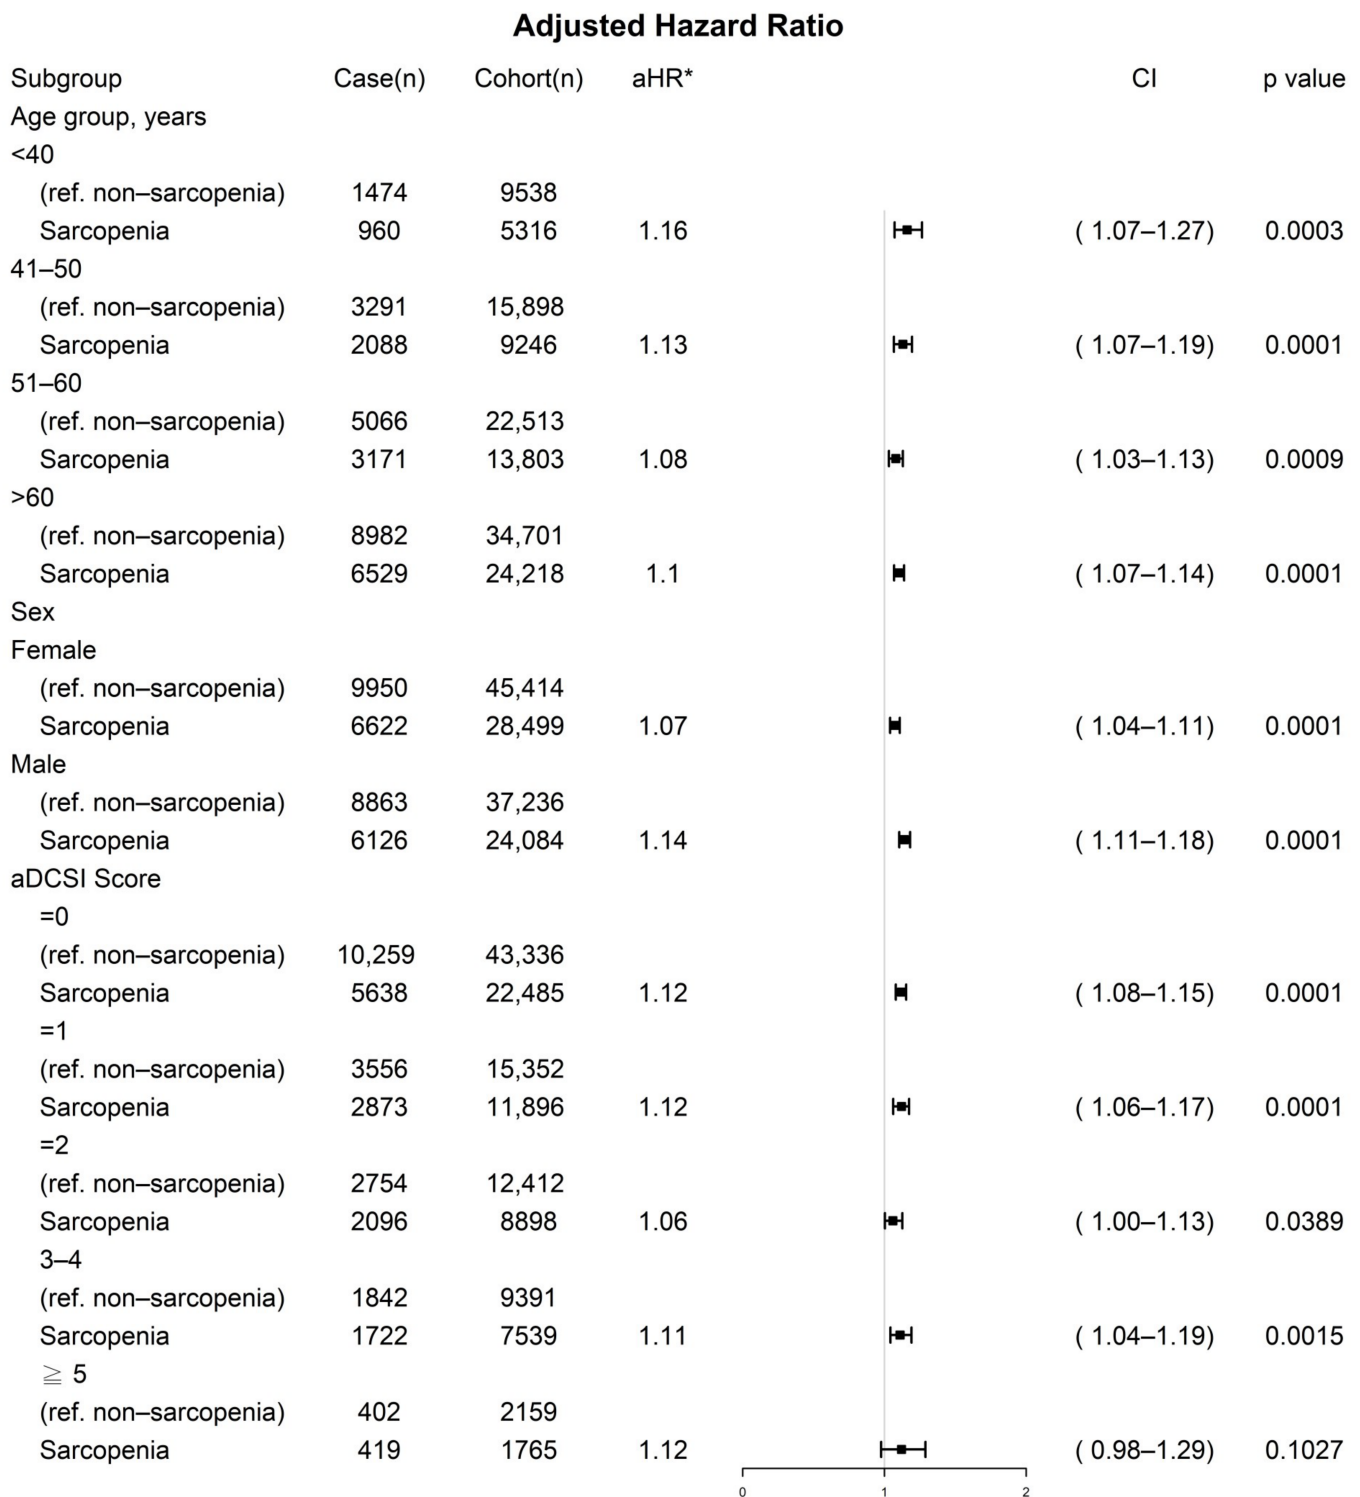 Adjusted Hazard Ratio
Subgroup Case(n) Cohort(n) aHR* CI p value
Age group, years
<40
(ref. non–sarcopenia) 1474 9538
Sarcopenia 960 5316 1.16 ( 1.07–1.27) 0.0003
41–50
(ref. non–sarcopenia) 3291 15,898
Sarcopenia 2088 9246 1.13 ( 1.07–1.19) 0.0001
51–60
(ref. non–sarcopenia) 5066 22,513
Sarcopenia 3171 13,803 1.08 ( 1.03–1.13) 0.0009
>60
(ref. non–sarcopenia) 8982 34,701
Sarcopenia 6529 24,218 1.1 ( 1.07–1.14) 0.0001
Sex
Female
(ref. non–sarcopenia) 9950 45,414
Sarcopenia 6622 28,499 1.07 ( 1.04–1.11) 0.0001
Male
(ref. non–sarcopenia) 8863 37,236
Sarcopenia 6126 24,084 1.14 ( 1.11–1.18) 0.0001
aDCSI Score
=0
(ref. non–sarcopenia) 10,259 43,336
Sarcopenia 5638 22,485 1.12 ( 1.08–1.15) 0.0001
=1
(ref. non–sarcopenia) 3556 15,352
Sarcopenia 2873 11,896 1.12 ( 1.06–1.17) 0.0001
=2
(ref. non–sarcopenia) 2754 12,412
Sarcopenia 2096 8898 1.06 ( 1.00–1.13) 0.0389
3–4
(ref. non–sarcopenia) 1842 9391
Sarcopenia 1722 7539 1.11 ( 1.04–1.19) 0.0015
≧ 5
(ref. non–sarcopenia) 402 2159
Sarcopenia 419 1765 1.12 ( 0.98–1.29) 0.1027
0 1 2